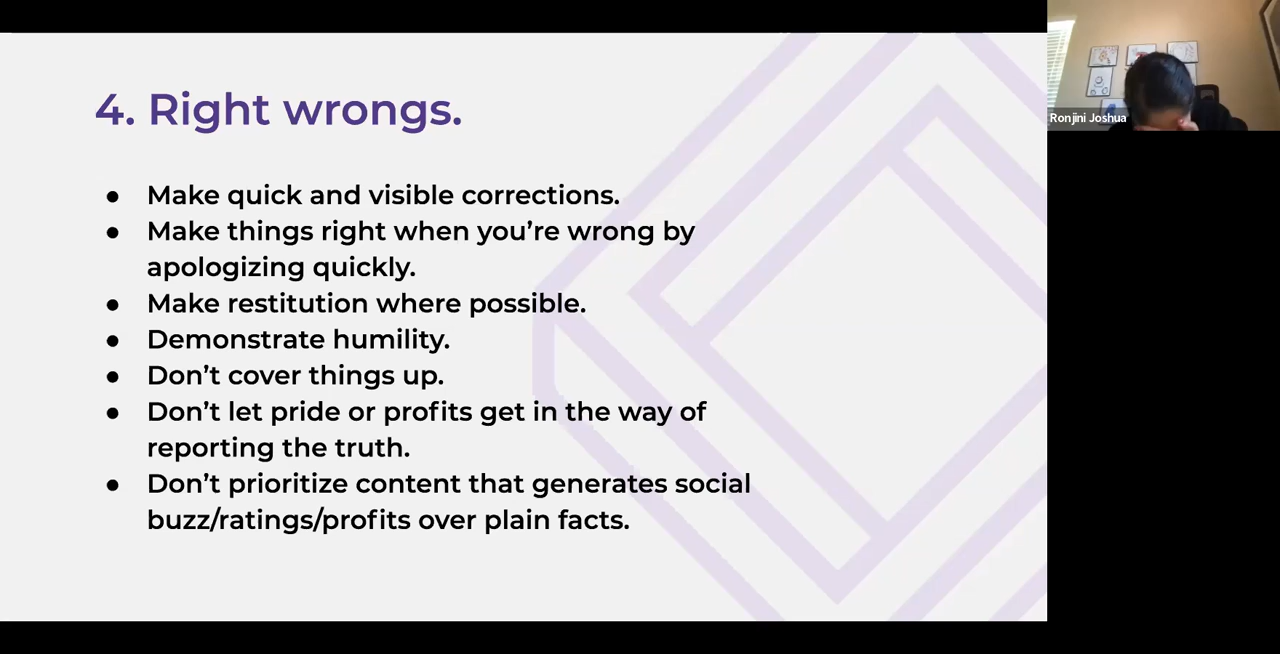 4. Right wrongs.
● Make quick and visible corrections.
● Make things right when you’re wrong by
apologizing quickly.
● Make restitution where possible.
● Demonstrate humility.
● Don’t cover things up.
● Don’t let pride or profits get in the way of
reporting the truth.
● Don’t prioritize content that generates social
buzz/ratings/profits over plain facts.
Ronjini Joshua